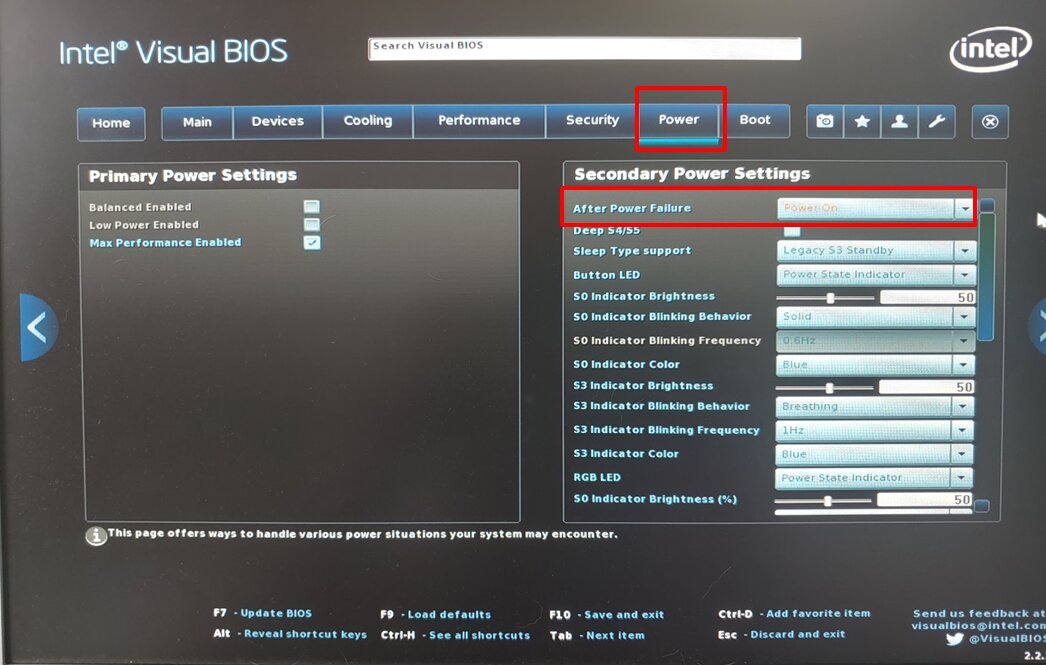 Intel® Visual BIOS
Search Visual BIOS
intel
Home Main Devices Cooling Performance Security Power Boot
Primary Power Settings
Balanced Enabled
Low Power Enabled
Max Performance Enabled
Secondary Power Settings
After Power Failure Power On
Deep S4/S5
Sleep Type support Legacy S3 Standby
Button LED Power State Indicator
S0 Indicator Brightness 50
S0 Indicator Blinking Behavior Solid
S0 Indicator Blinking Frequency 0.6Hz
S0 Indicator Color Blue
S3 Indicator Brightness 50
S3 Indicator Blinking Behavior Breathing
S3 Indicator Blinking Frequency 1Hz
S3 Indicator Color Blue
RGB LED Power State Indicator
S0 Indicator Brightness (%) 50
This page offers ways to handle various power situations your system may encounter.
F7 - Update BIOS F9 - Load defaults F10 - Save and exit Ctrl-D - Add favorite item
Alt - Reveal shortcut keys Ctrl-H - See all shortcuts Tab - Next item Esc - Discard and exit
Send us feedback at
visualbios@intel.com
@VisualBIOS
2.2.